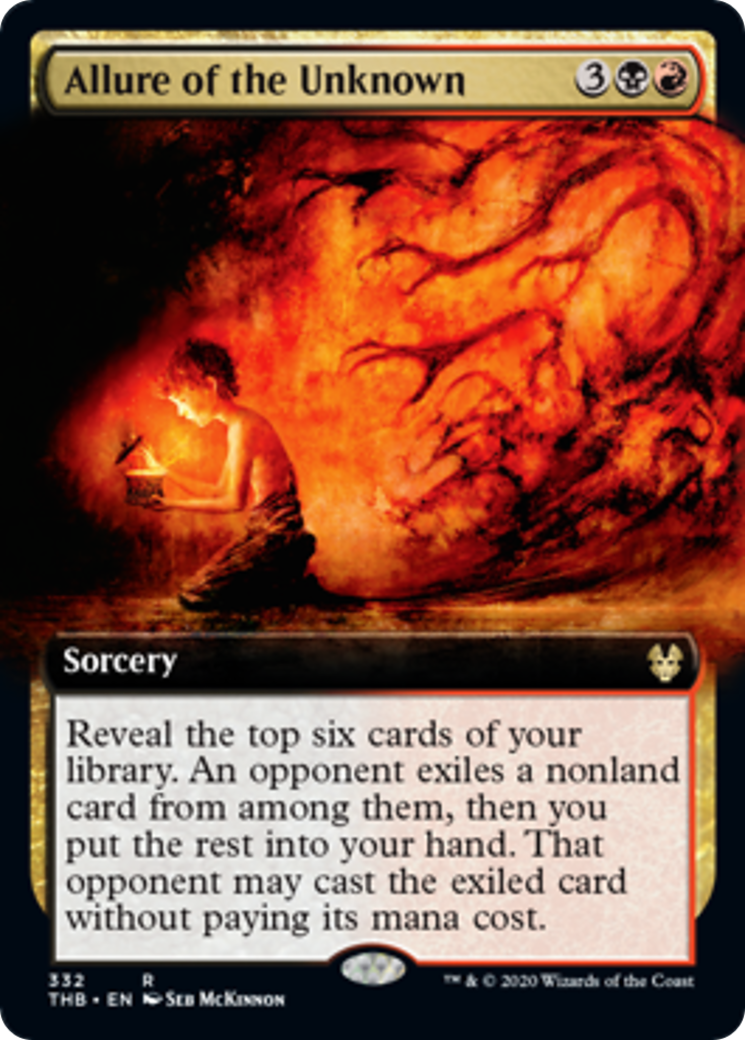 Allure of the Unknown 3
Sorcery
Reveal the top six cards of your
library. An opponent exiles a nonland
card from among them, then you
put the rest into your hand. That
opponent may cast the exiled card
without paying its mana cost.
332 R
THB • EN Seb McKinnon
™ & © 2020 Wizards of the Coast